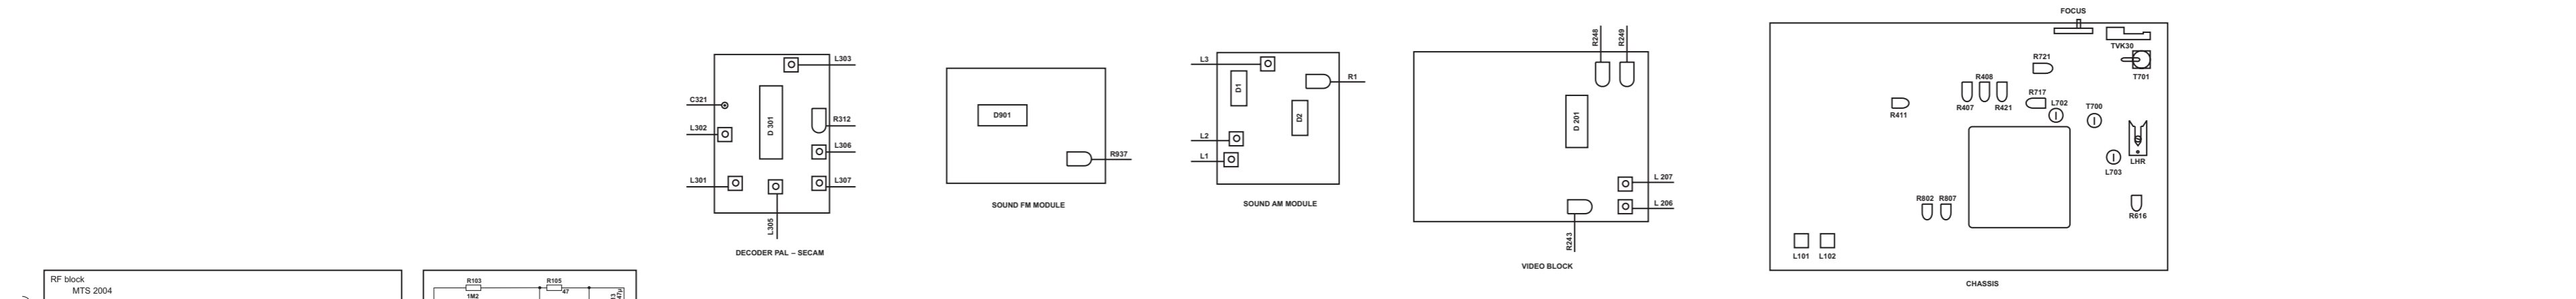 L303
C321
L302
D 301
R312
L306
L301
L307
L305
DECODER PAL – SECAM
D901
R937
SOUND FM MODULE
L3
D1
R1
D2
L2
L1
SOUND AM MODULE
R248
R249
D 201
L 207
L 206
R243
VIDEO BLOCK
FOCUS
TVK30
R721
T701
R408
R717
L702
T700
R407
R421
R411
LHR
L703
R802
R807
R616
L101
L102
CHASSIS
RF block
MTS 2004
R103
1M2
R105
47
47µ